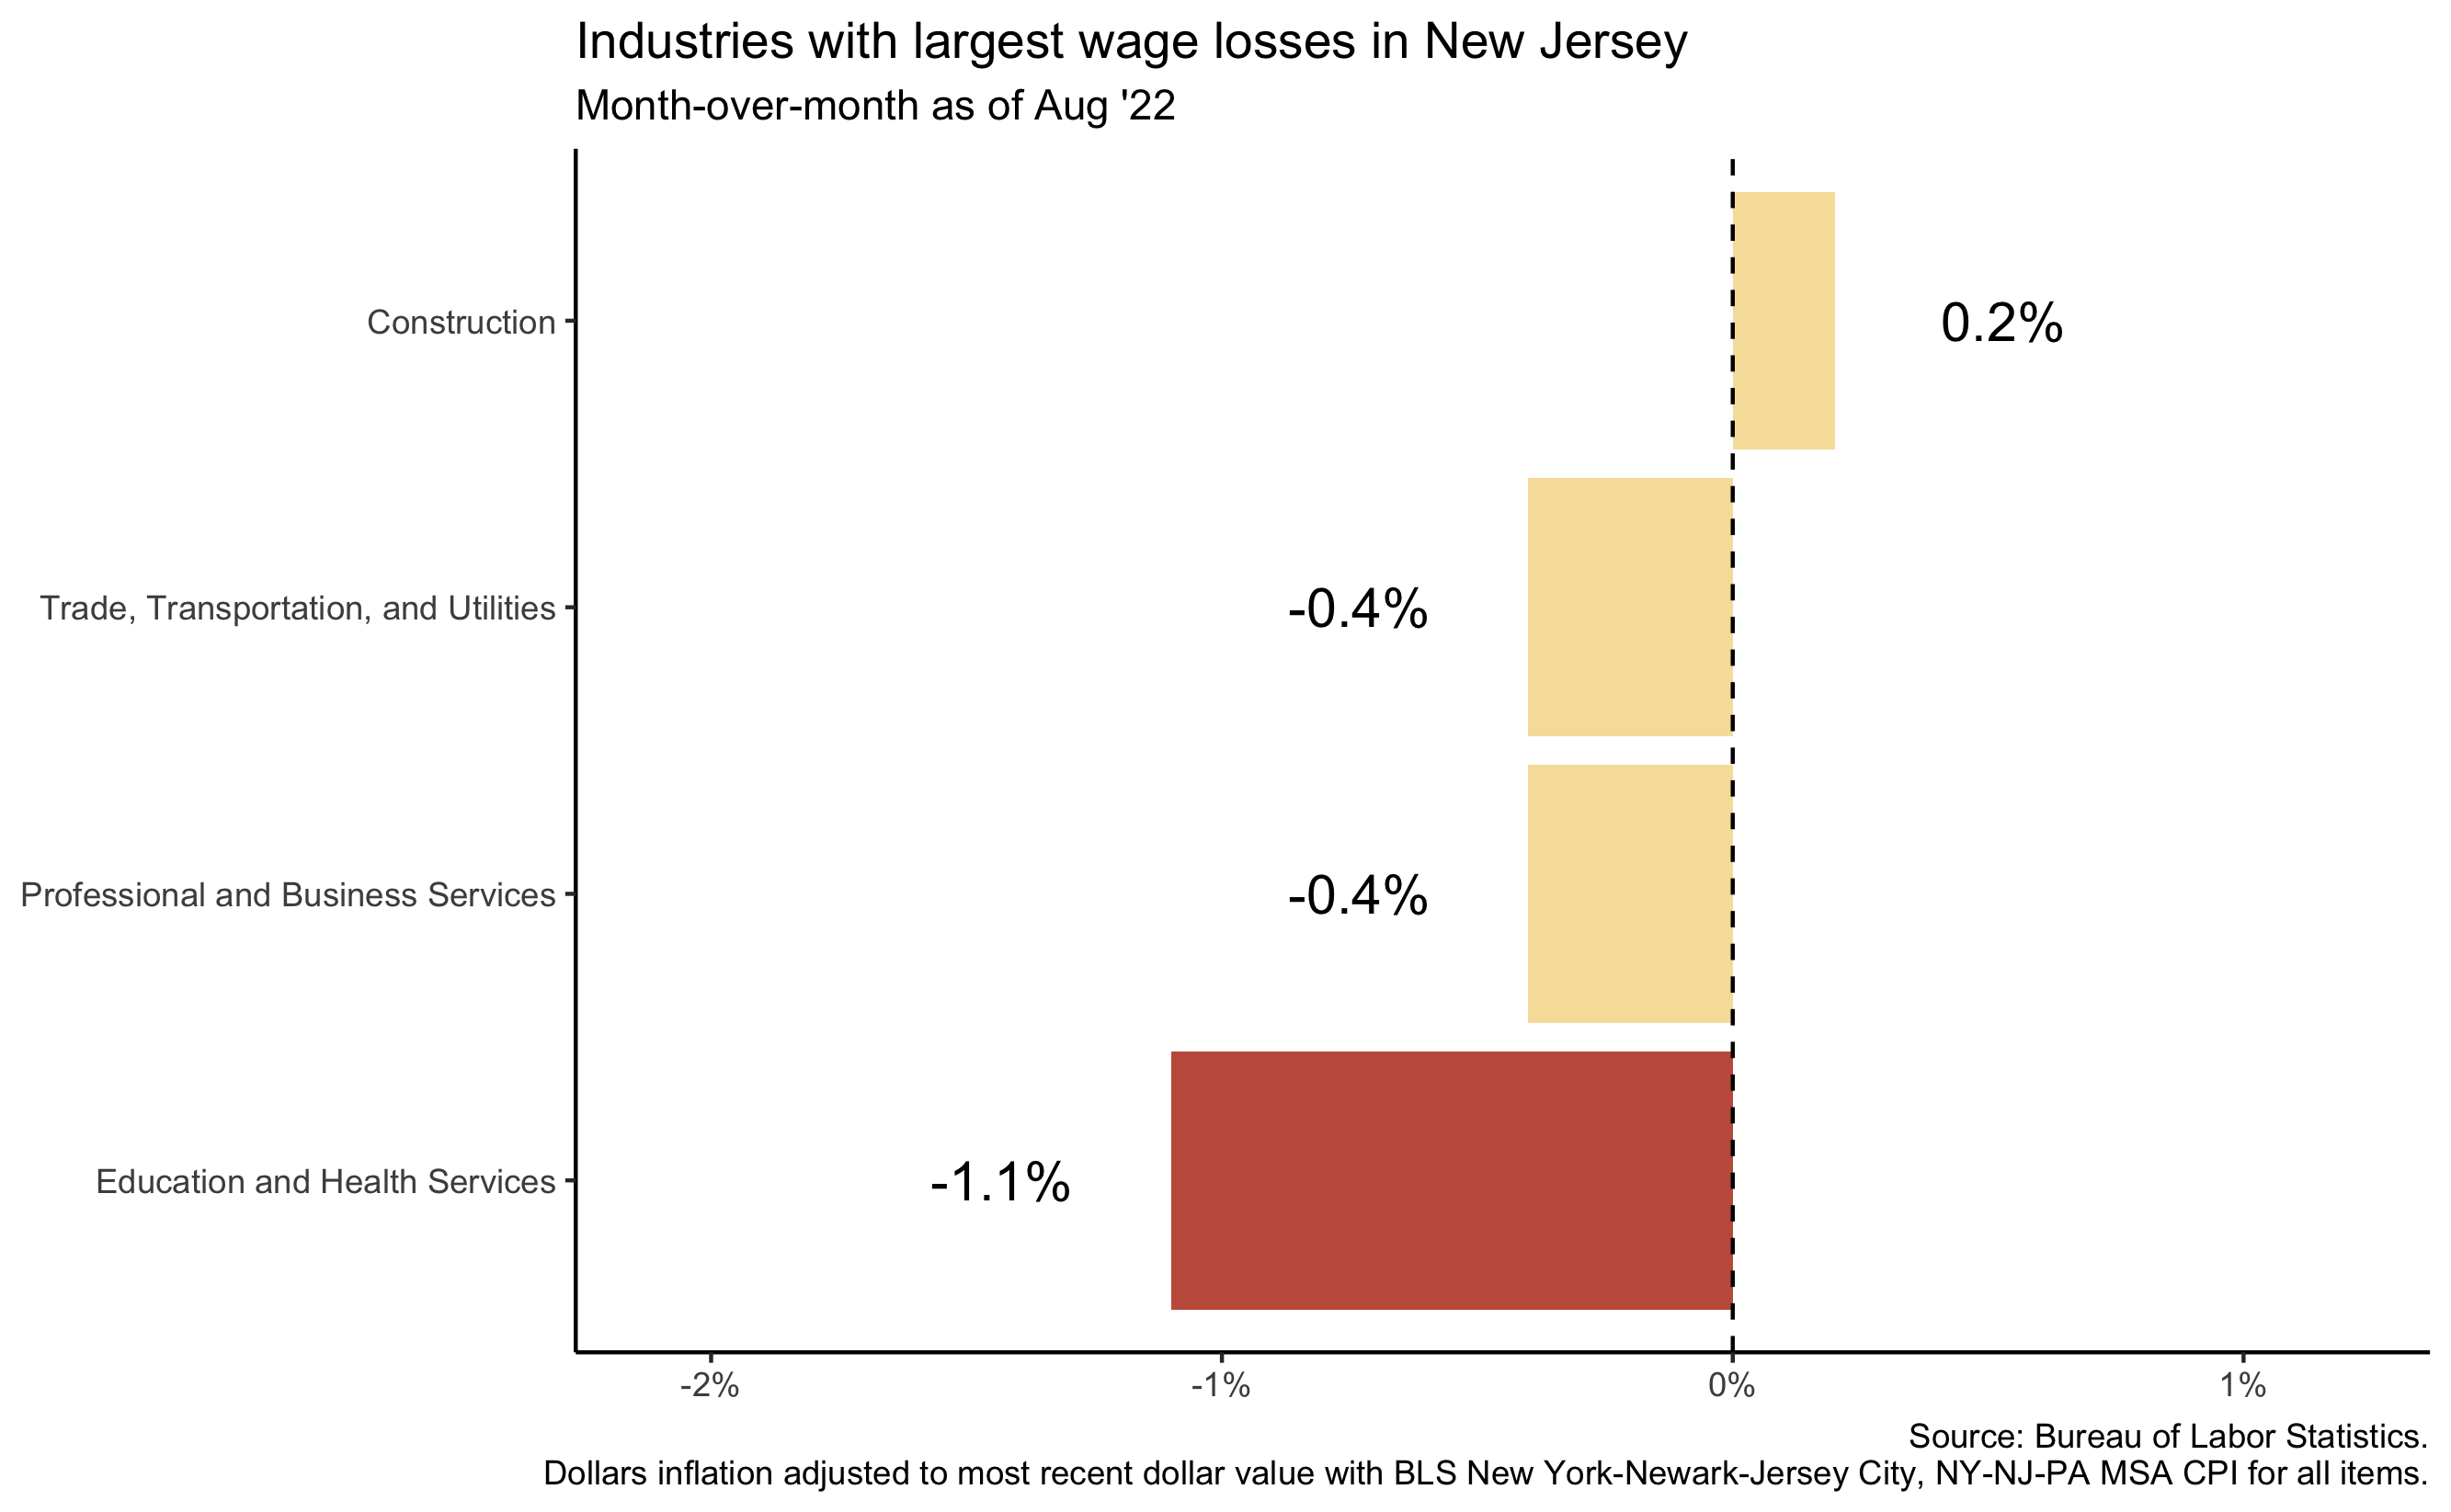 Industries with largest wage losses in New Jersey
Month-over-month as of Aug '22
Construction
0.2%
Trade, Transportation, and Utilities
-0.4%
Professional and Business Services
-0.4%
Education and Health Services
-1.1%
-2%
-1%
0%
1%
Source: Bureau of Labor Statistics.
Dollars inflation adjusted to most recent dollar value with BLS New York-Newark-Jersey City, NY-NJ-PA MSA CPI for all items.